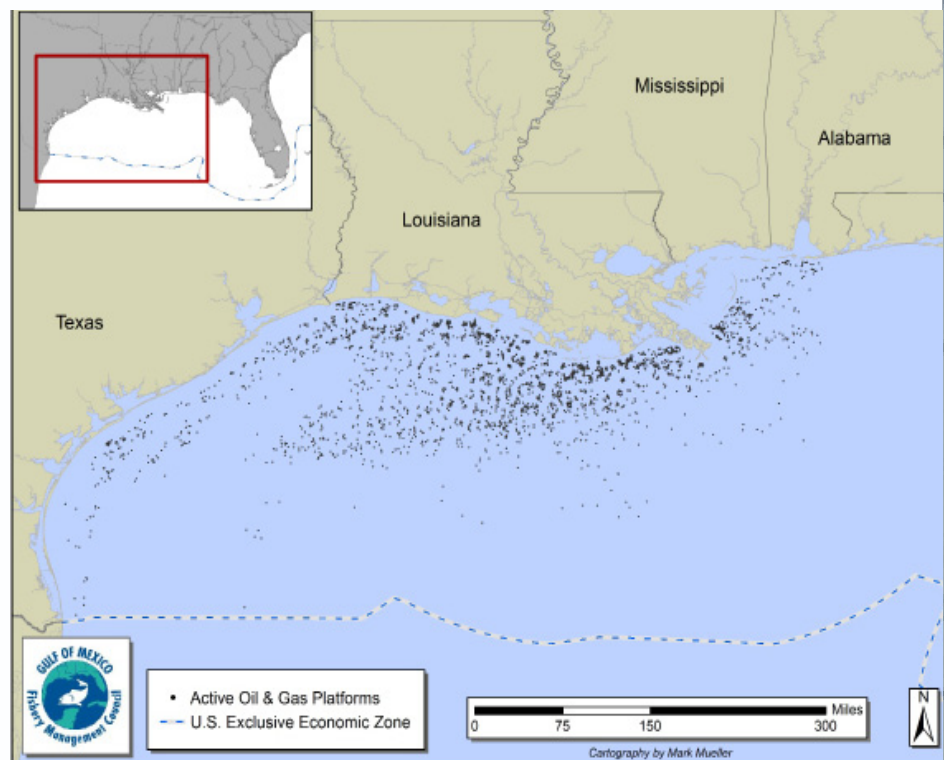 Mississippi
Alabama
Louisiana
Texas
GULF OF MEXICO
Fishery Management Council
Active Oil & Gas Platforms
U.S. Exclusive Economic Zone
Miles
0 75 150 300
N
Cartography by Mark Mueller